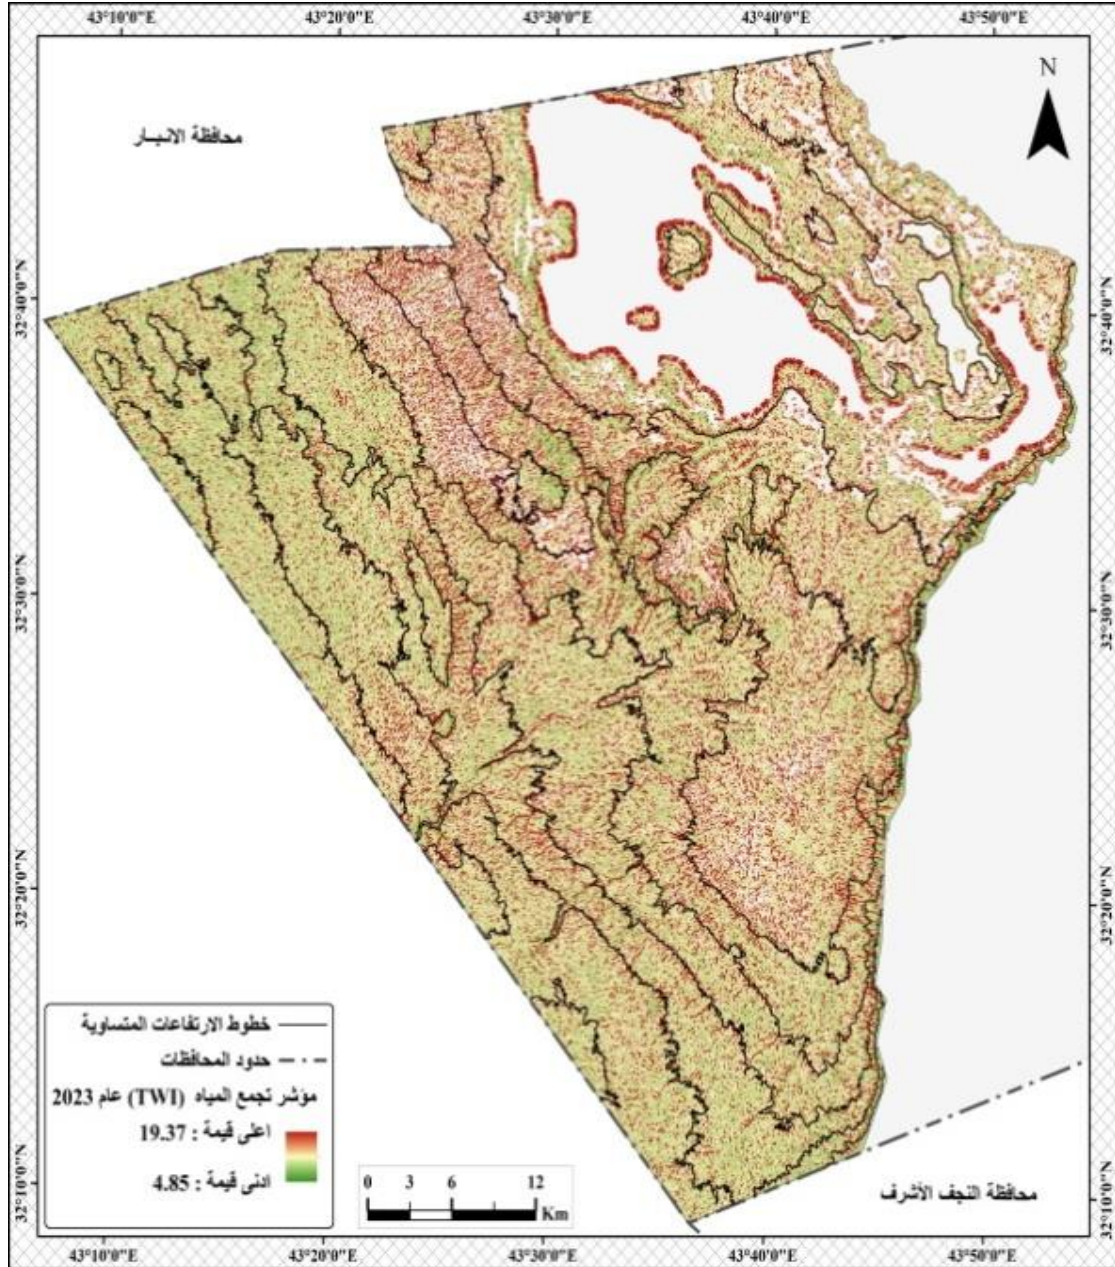 43°10'0"E 43°20'0"E 43°30'0"E 43°40'0"E 43°50'0"E
N
محافظة الانبار
32°40'0"N
32°40'0"N
32°30'0"N
32°30'0"N
32°20'0"N
32°20'0"N
32°10'0"N
32°10'0"N
خطوط الارتفاعات المتساوية
حدود المحافظات
مؤشر تجمع المياه (TWI) عام 2023
اعلى قيمة : 19.37
ادنى قيمة : 4.85
0 3 6 12
Km
محافظة النجف الأشرف
43°10'0"E 43°20'0"E 43°30'0"E 43°40'0"E 43°50'0"E